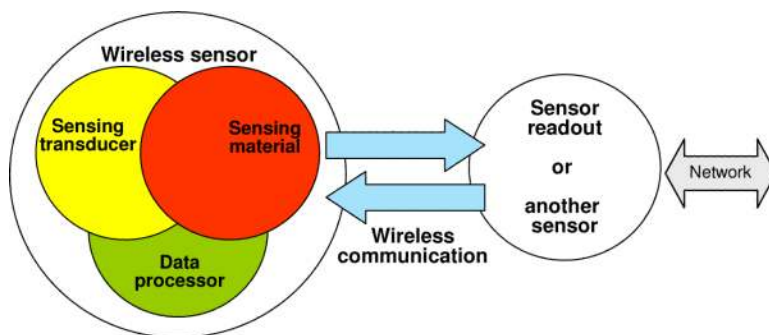 Wireless sensor
Sensing
transducer
Sensing
material
Data
processor
Wireless
communication
Sensor
readout
or
another
sensor
Network